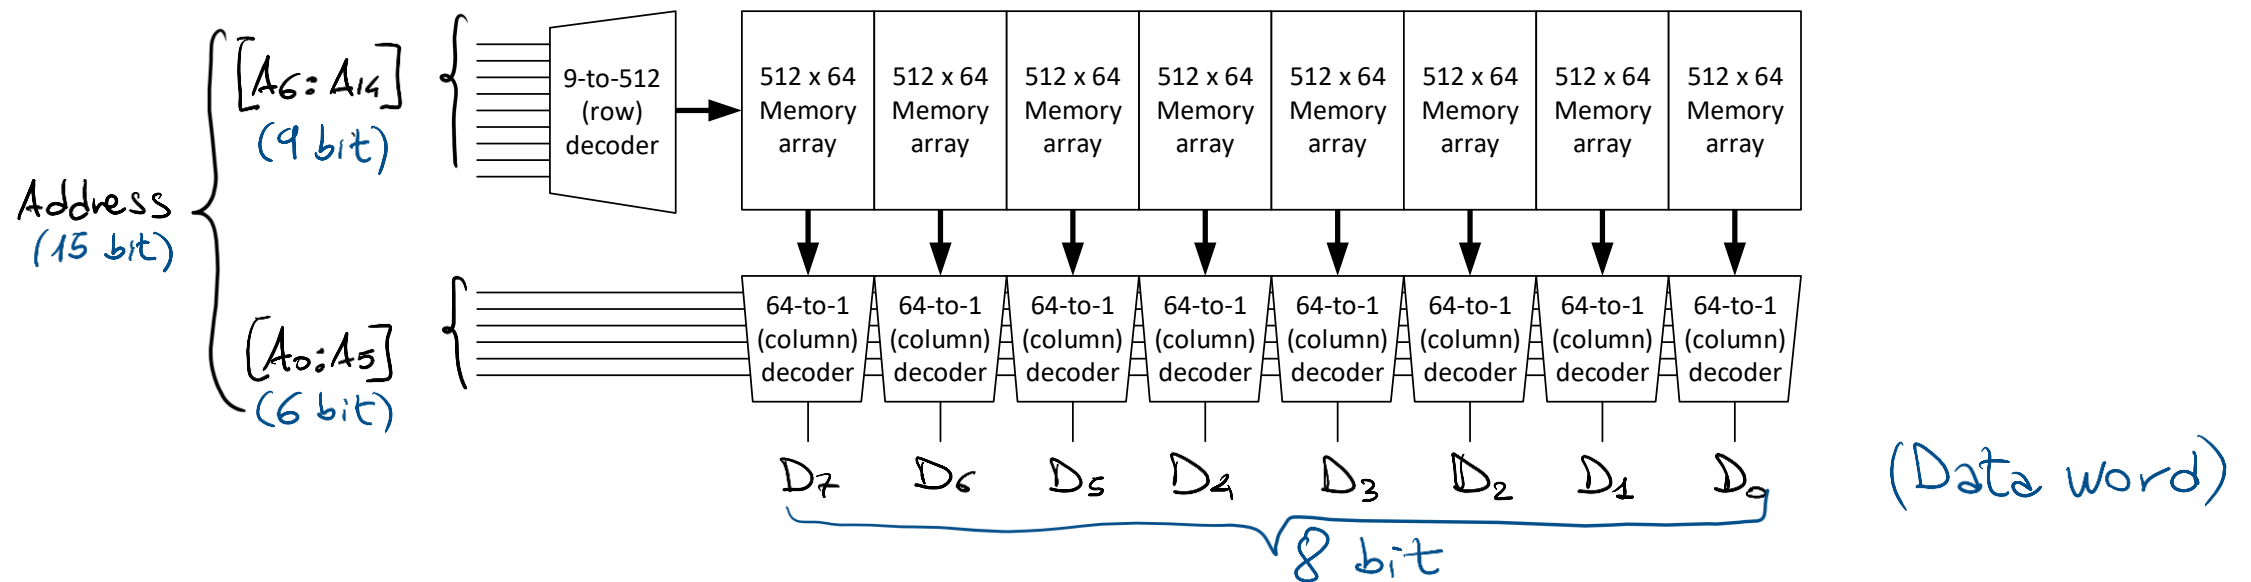 Address
(15 bit)
[A6: A14]
(9 bit)
9-to-512
(row)
decoder
512 x 64
Memory
array
512 x 64
Memory
array
512 x 64
Memory
array
512 x 64
Memory
array
512 x 64
Memory
array
512 x 64
Memory
array
512 x 64
Memory
array
512 x 64
Memory
array
[A0:A5]
(6 bit)
64-to-1
(column)
decoder
64-to-1
(column)
decoder
64-to-1
(column)
decoder
64-to-1
(column)
decoder
64-to-1
(column)
decoder
64-to-1
(column)
decoder
64-to-1
(column)
decoder
64-to-1
(column)
decoder
D7 D6 D5 D4 D3 D2 D1 D0
(Data word)
8 bit